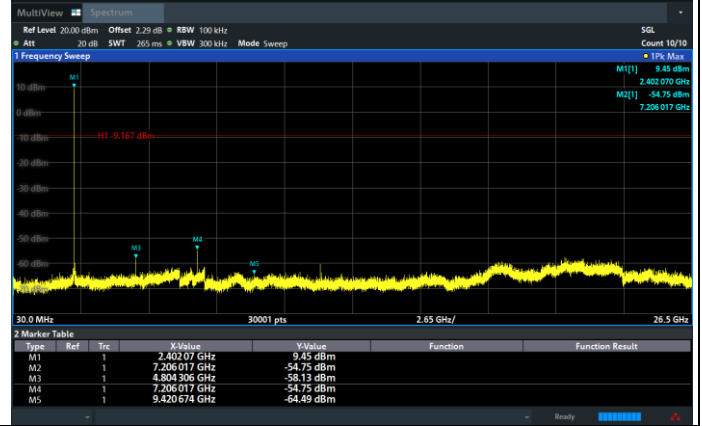 MultiView Spectrum
Ref Level 20.00 dBm Offset 2.29 dB RBW 100 kHz SGL
Att 20 dB SWT 265 ms VBW 300 kHz Mode Sweep Count 10/10
1 Frequency Sweep 1Pk Max
M1[1] 9.45 dBm
2.402 070 GHz
M2[1] -54.75 dBm
7.206 017 GHz
M1
10 dBm
0 dBm
-10 dBm
H1 -9.167 dBm
-20 dBm
-30 dBm
-40 dBm
-50 dBm
M3
M4
-60 dBm
M5
30.0 MHz 30001 pts 2.65 GHz/ 26.5 GHz
2 Marker Table
Type Ref Trc X-Value Y-Value Function Function Result
M1 1 2.402 07 GHz 9.45 dBm
M2 1 7.206 017 GHz -54.75 dBm
M3 1 4.804 306 GHz -58.13 dBm
M4 1 7.206 017 GHz -54.75 dBm
M5 1 9.420 674 GHz -64.49 dBm
Ready